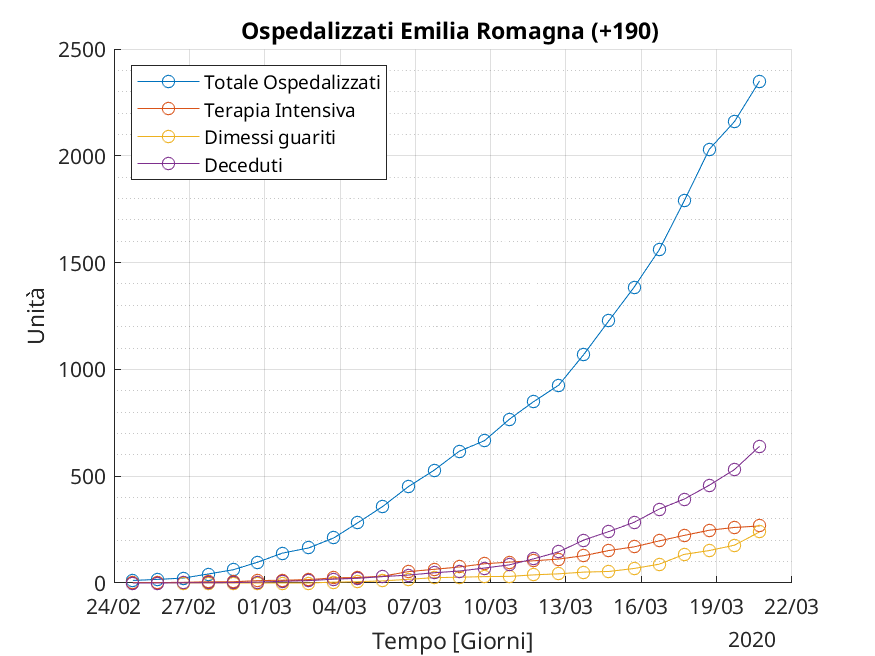 Ospedalizzati Emilia Romagna (+190)
2500
2000
1500
1000
500
0
Unità
Totale Ospedalizzati
Terapia Intensiva
Dimessi guariti
Deceduti
24/02 27/02 01/03 04/03 07/03 10/03 13/03 16/03 19/03 22/03
Tempo [Giorni]
2020